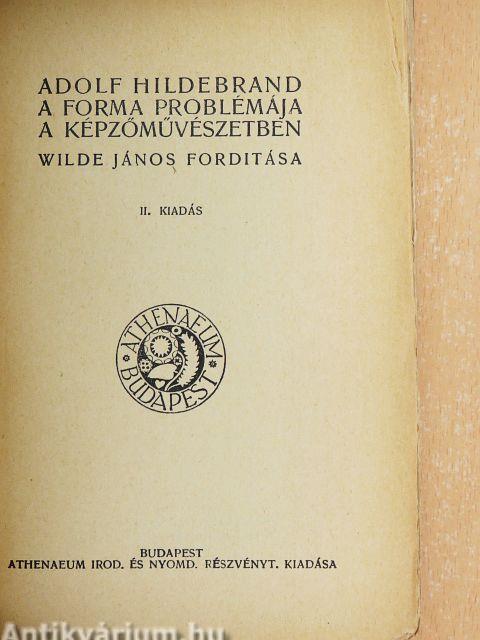 ADOLF HILDEBRAND
A FORMA PROBLÉMÁJA
A KÉPZŐMŰVÉSZETBEN
WILDE JÁNOS FORDITÁSA
II. KIADÁS
ATHENAEUM
BUDAPEST
BUDAPEST
ATHENAEUM IROD. ÉS NYOMD. RÉSZVÉNYT. KIADÁSA
Antikvárium.hu